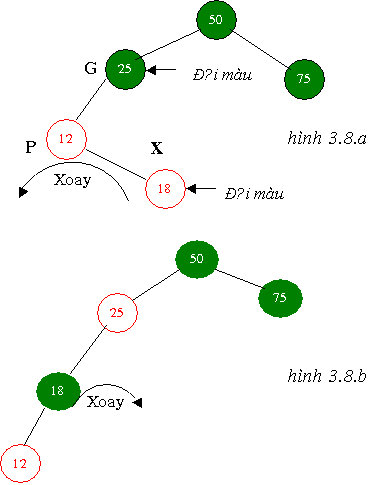 50
G
25
Đ?i màu
75
12
P
X
hình 3.8.a
Xoay
18
Đ?i màu
50
75
25
hình 3.8.b
18
Xoay
12